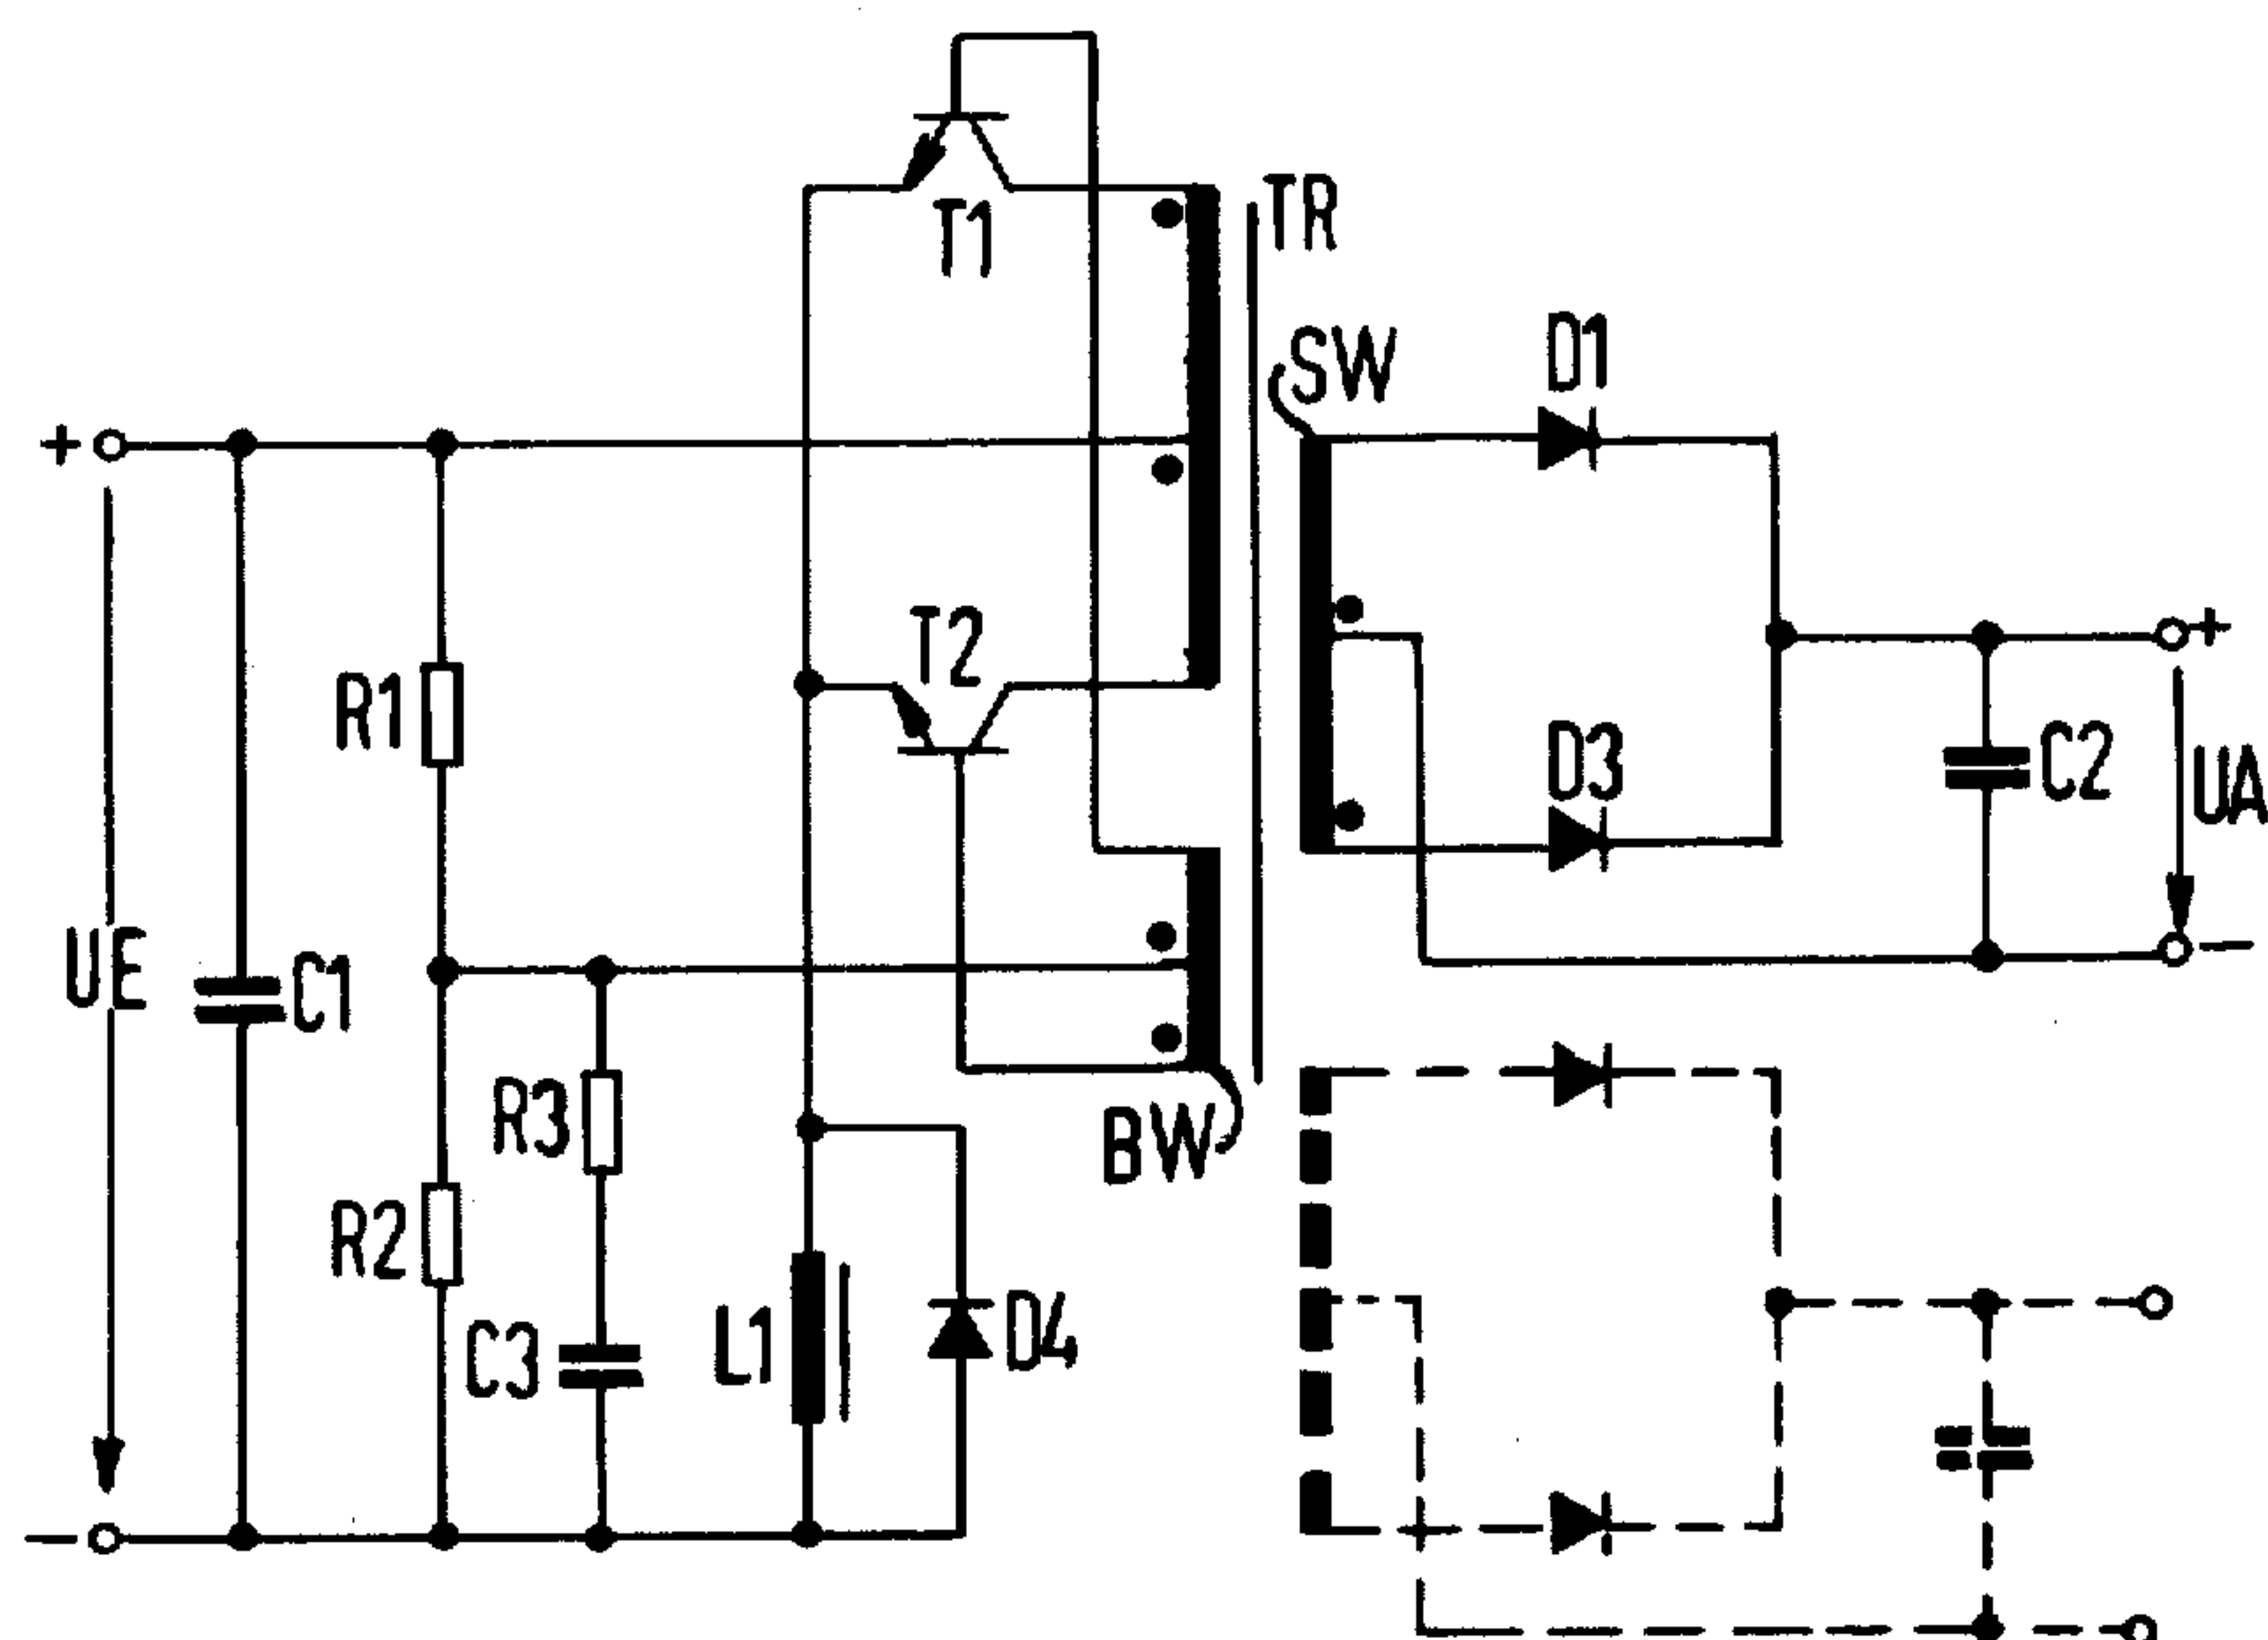 T1
TR
SW
D1
+
+
T2
R1
D3
C2
UA
UE
C1
−
R3
BW
R2
C3
L1
D4
−